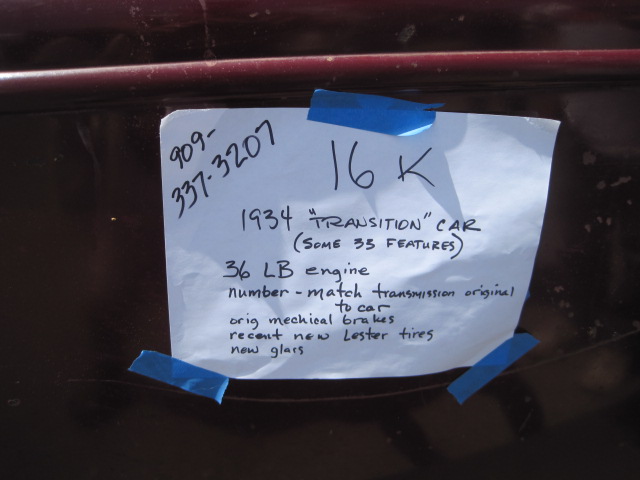 909-
337-3207
16 K
1934 "TRANSITION" CAR
(SOME 33 FEATURES)
36 LB engine
number-match transmission original
to car
orig mechical brakes
recent new Lester tires
new glass